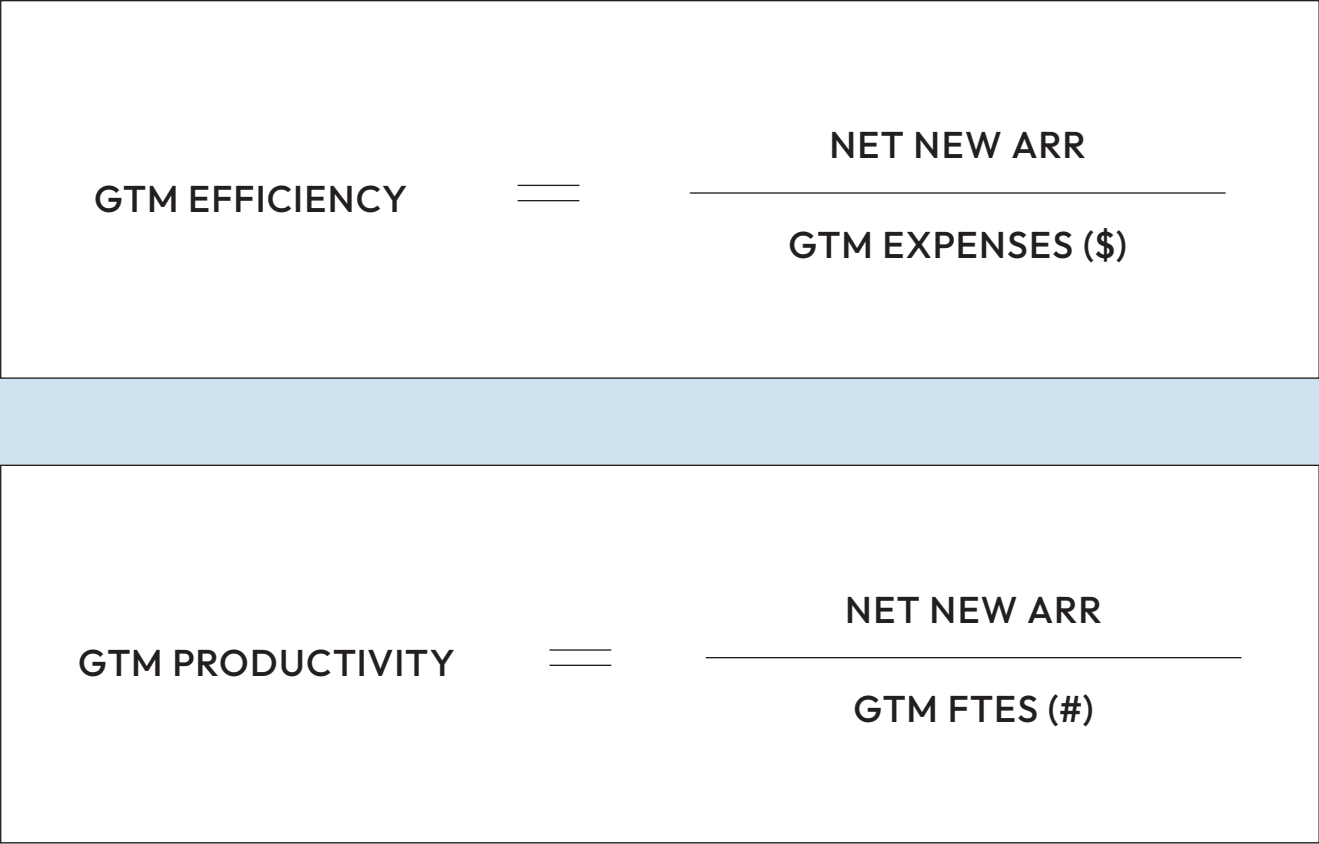 NET NEW ARR
GTM EFFICIENCY =
GTM EXPENSES ($)
NET NEW ARR
GTM PRODUCTIVITY =
GTM FTES (#)